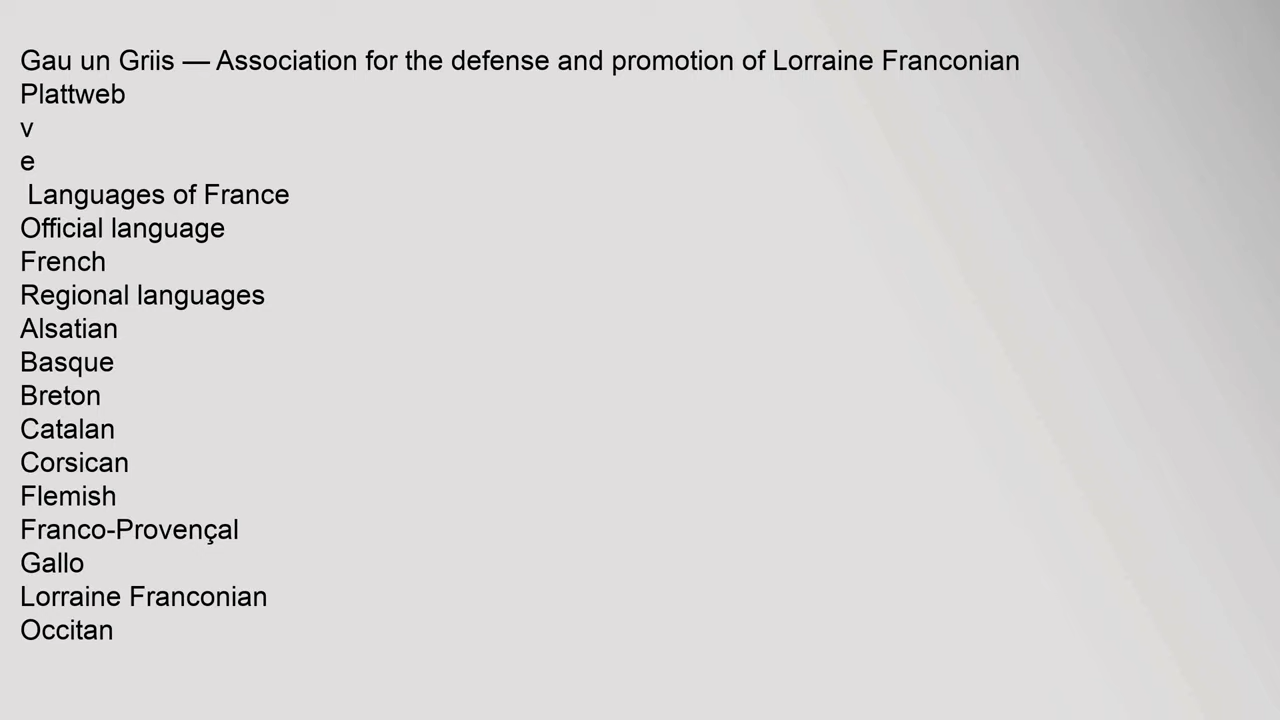 Gau un Griis — Association for the defense and promotion of Lorraine Franconian
Plattweb
v
e
Languages of France
Official language
French
Regional languages
Alsatian
Basque
Breton
Catalan
Corsican
Flemish
Franco-Provençal
Gallo
Lorraine Franconian
Occitan